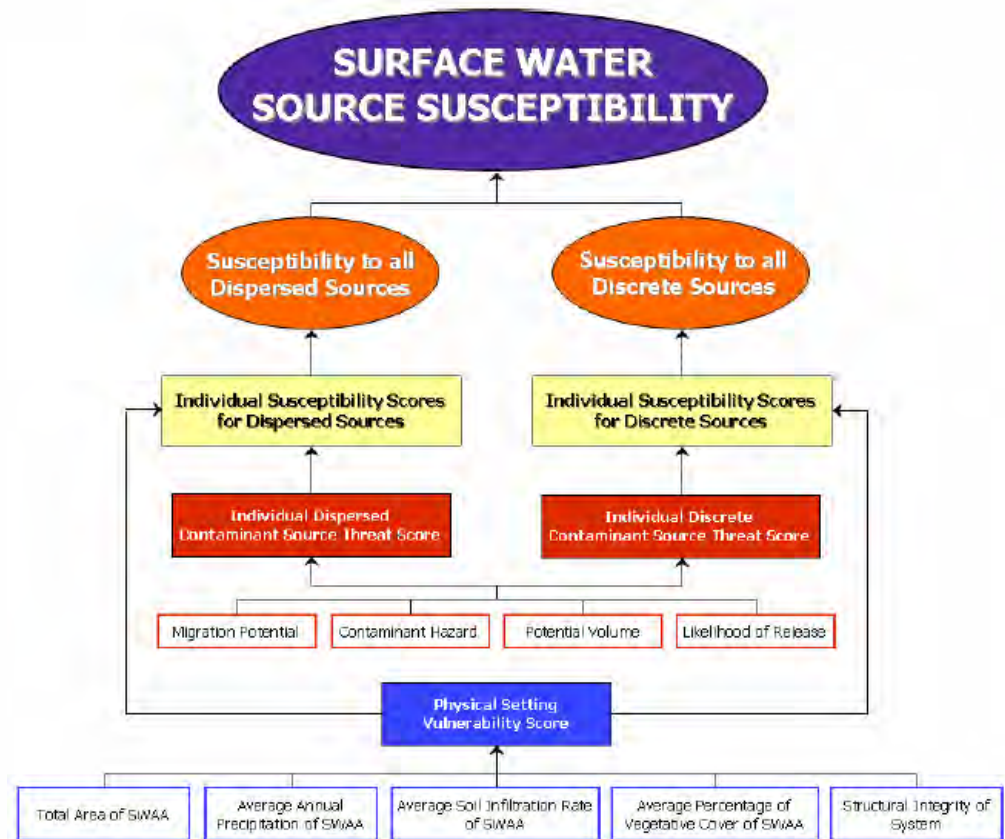 SURFACE WATER
SOURCE SUSCEPTIBILITY
Susceptibility to all
Dispersed Sources
Susceptibility to all
Discrete Sources
Individual Susceptibility Scores
for Dispersed Sources
Individual Susceptibility Scores
for Discrete Sources
Individual Dispersed
Contaminant Source Threat Score
Individual Discrete
Contaminant Source Threat Score
Migration Potential
Contaminant Hazard
Potential Volume
Likelihood of Release
Physical Setting
Vulnerability Score
Total Area of SWAA
Average Annual
Precipitation of SWAA
Average Soil Infiltration Rate
of SWAA
Average Percentage of
Vegetative Cover of SWAA
Structural Integrity of
System